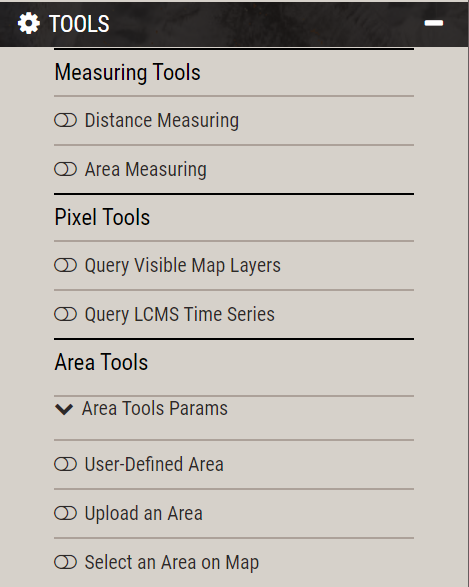 TOOLS
Measuring Tools
Distance Measuring
Area Measuring
Pixel Tools
Query Visible Map Layers
Query LCMS Time Series
Area Tools
Area Tools Params
User-Defined Area
Upload an Area
Select an Area on Map